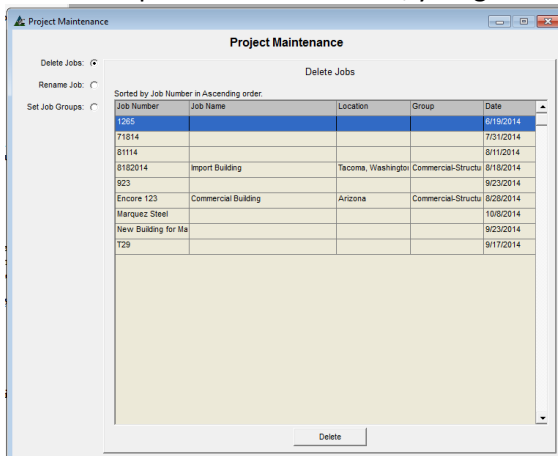 Project Maintenance
Project Maintenance
Delete Jobs:
Rename Job:
Set Job Groups:
Delete Jobs
Sorted by Job Number in Ascending order.
Job Number Job Name Location Group Date
1265 6/19/2014
71814 7/31/2014
81114 8/11/2014
8182014 Import Building Tacoma, Washingto Commercial-Structu 8/18/2014
923 9/23/2014
Encore 123 Commercial Building Arizona Commercial-Structu 8/28/2014
Marquez Steel 10/8/2014
New Building for Ma 9/23/2014
T29 9/17/2014
Delete